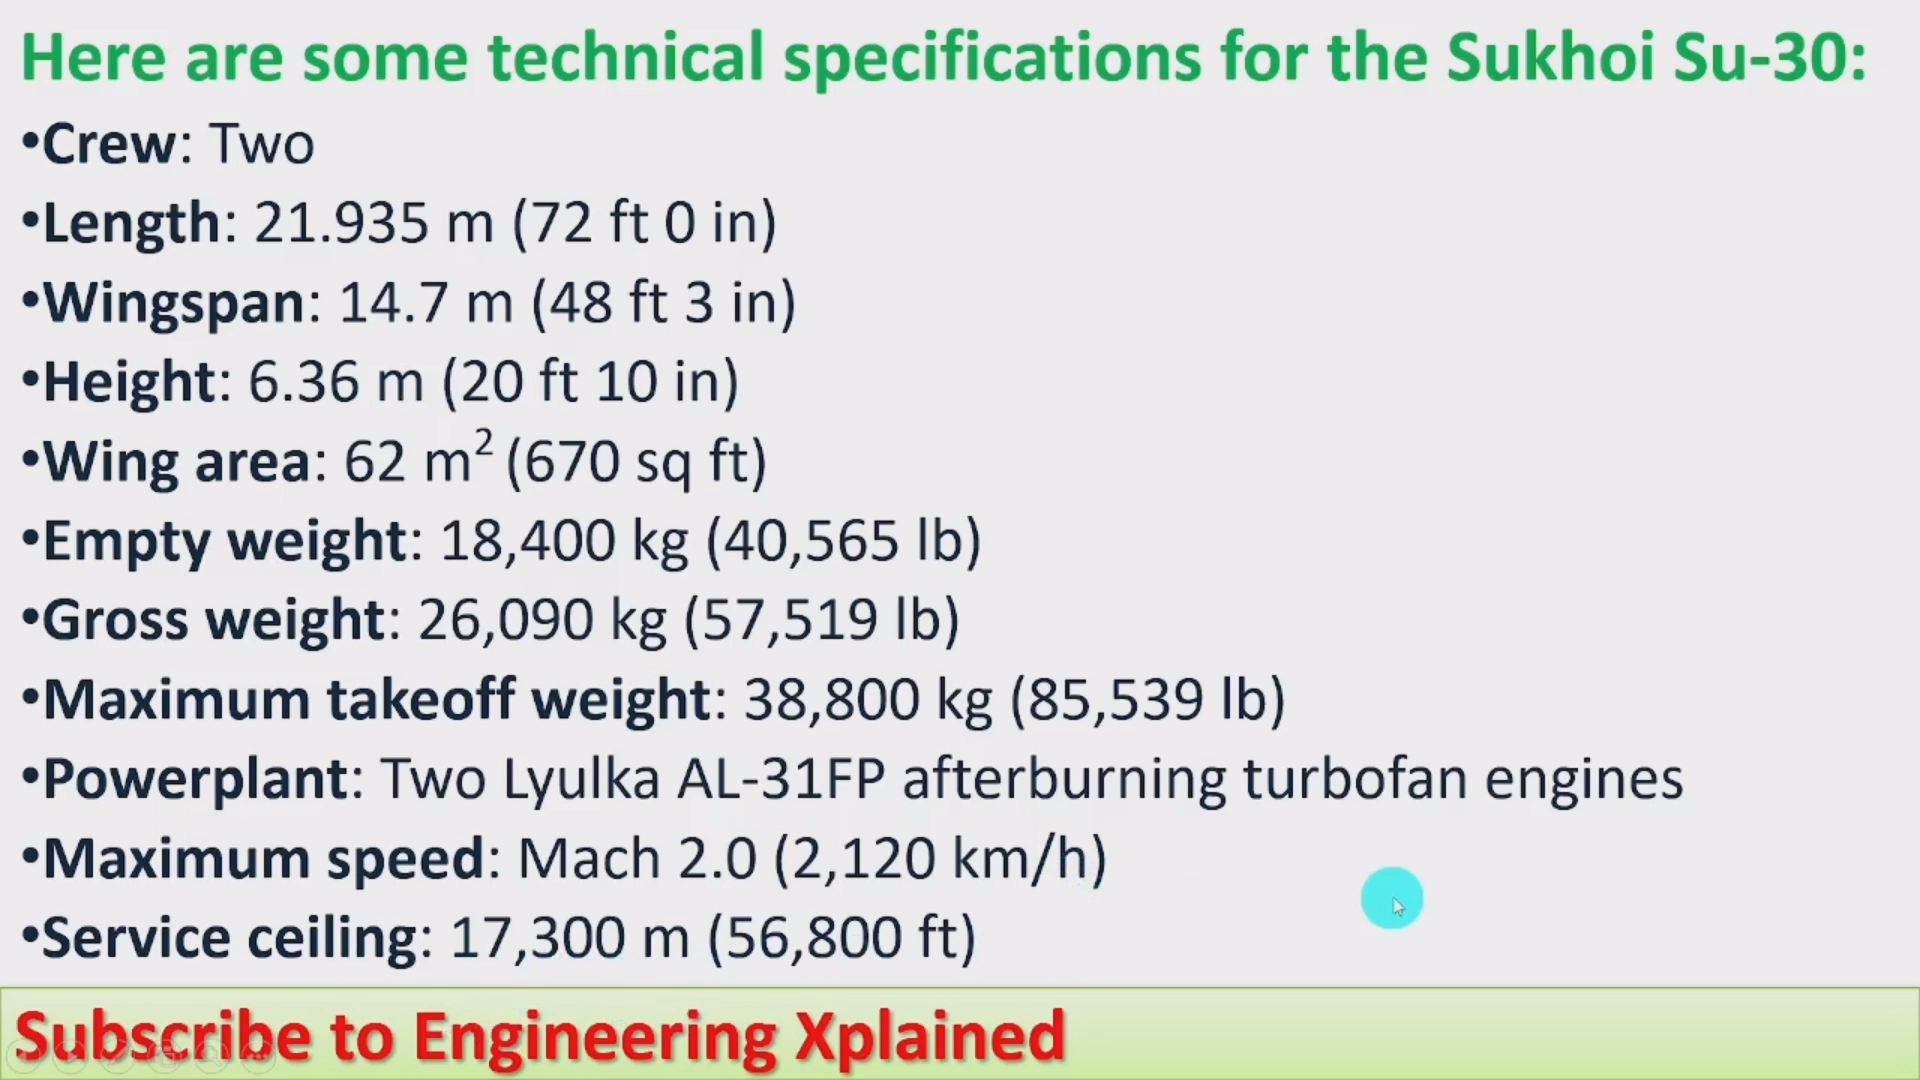 Here are some technical specifications for the Sukhoi Su-30:
•Crew: Two
•Length: 21.935 m (72 ft 0 in)
•Wingspan: 14.7 m (48 ft 3 in)
•Height: 6.36 m (20 ft 10 in)
•Wing area: 62 m² (670 sq ft)
•Empty weight: 18,400 kg (40,565 lb)
•Gross weight: 26,090 kg (57,519 lb)
•Maximum takeoff weight: 38,800 kg (85,539 lb)
•Powerplant: Two Lyulka AL-31FP afterburning turbofan engines
•Maximum speed: Mach 2.0 (2,120 km/h)
•Service ceiling: 17,300 m (56,800 ft)
Subscribe to Engineering Xplained